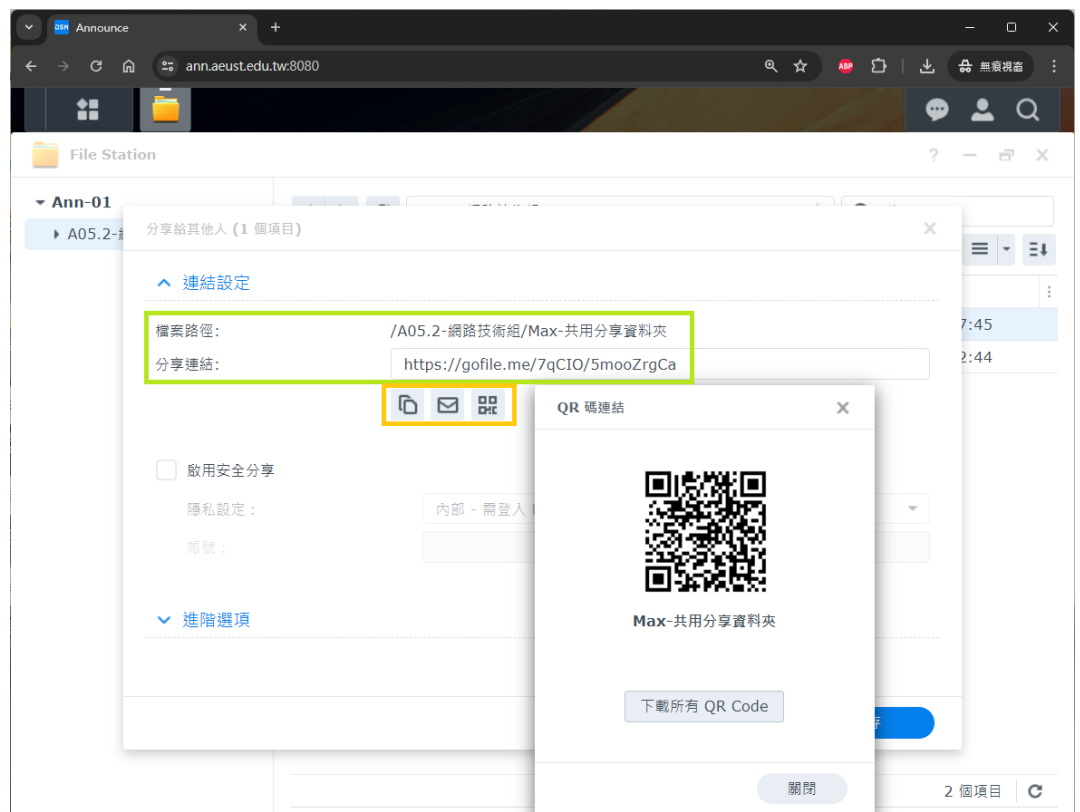 DSM Announce
ann.aeust.edu.tw:8080
ABP
無痕視窗
File Station
Ann-01
A05.2-
分享給其他人 (1 個項目)
連結設定
檔案路徑:
/A05.2-網路技術組/Max-共用分享資料夾
分享連結:
https://gofile.me/7qCIO/5mooZrgCa
7:45
2:44
QR 碼連結
啟用安全分享
隱私設定 :
內部 - 需登入
帳號 :
Max-共用分享資料夾
進階選項
下載所有 QR Code
關閉
2 個項目